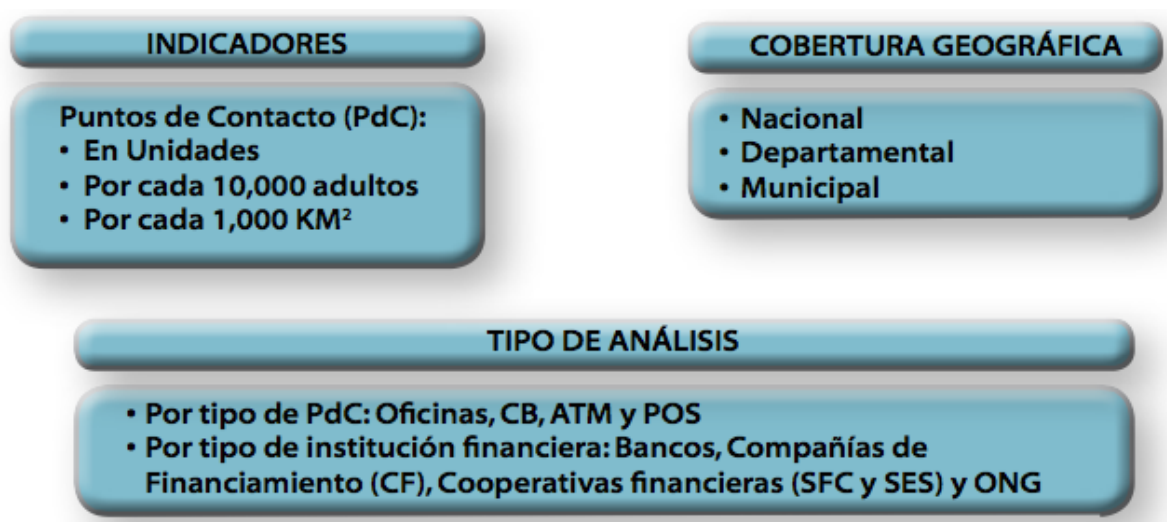 INDICADORES
Puntos de Contacto (PdC):
• En Unidades
• Por cada 10,000 adultos
• Por cada 1,000 KM²
COBERTURA GEOGRÁFICA
• Nacional
• Departamental
• Municipal
TIPO DE ANÁLISIS
• Por tipo de PdC: Oficinas, CB, ATM y POS
• Por tipo de institución financiera: Bancos, Compañías de
Financiamiento (CF), Cooperativas financieras (SFC y SES) y ONG